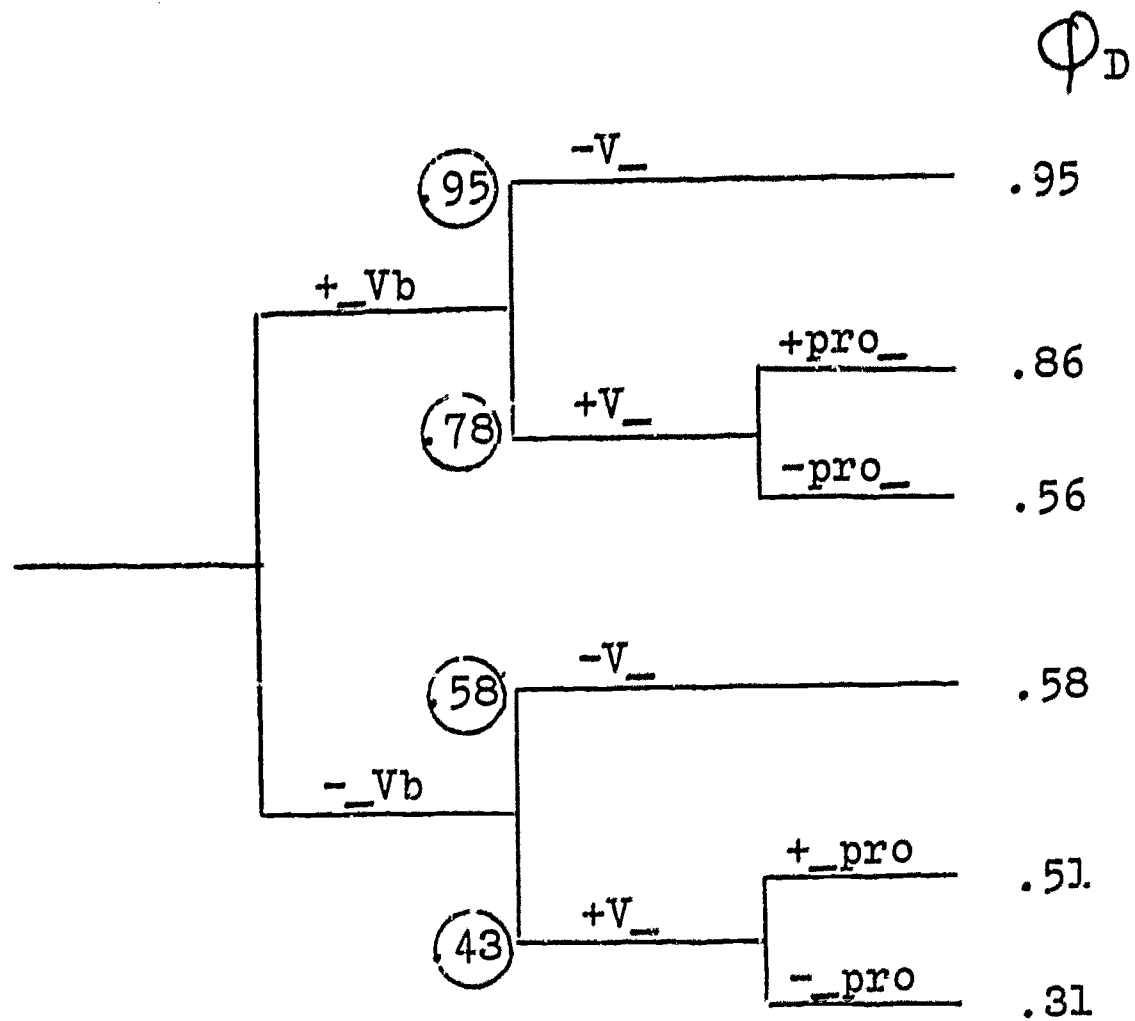 φD
-V_
.95 .95
+_Vb
+pro_
.86
+V_
.78
-pro_
.56
-V_
.58 .58
-_Vb
+_pro
.51
+V_
.43
-_pro
.31